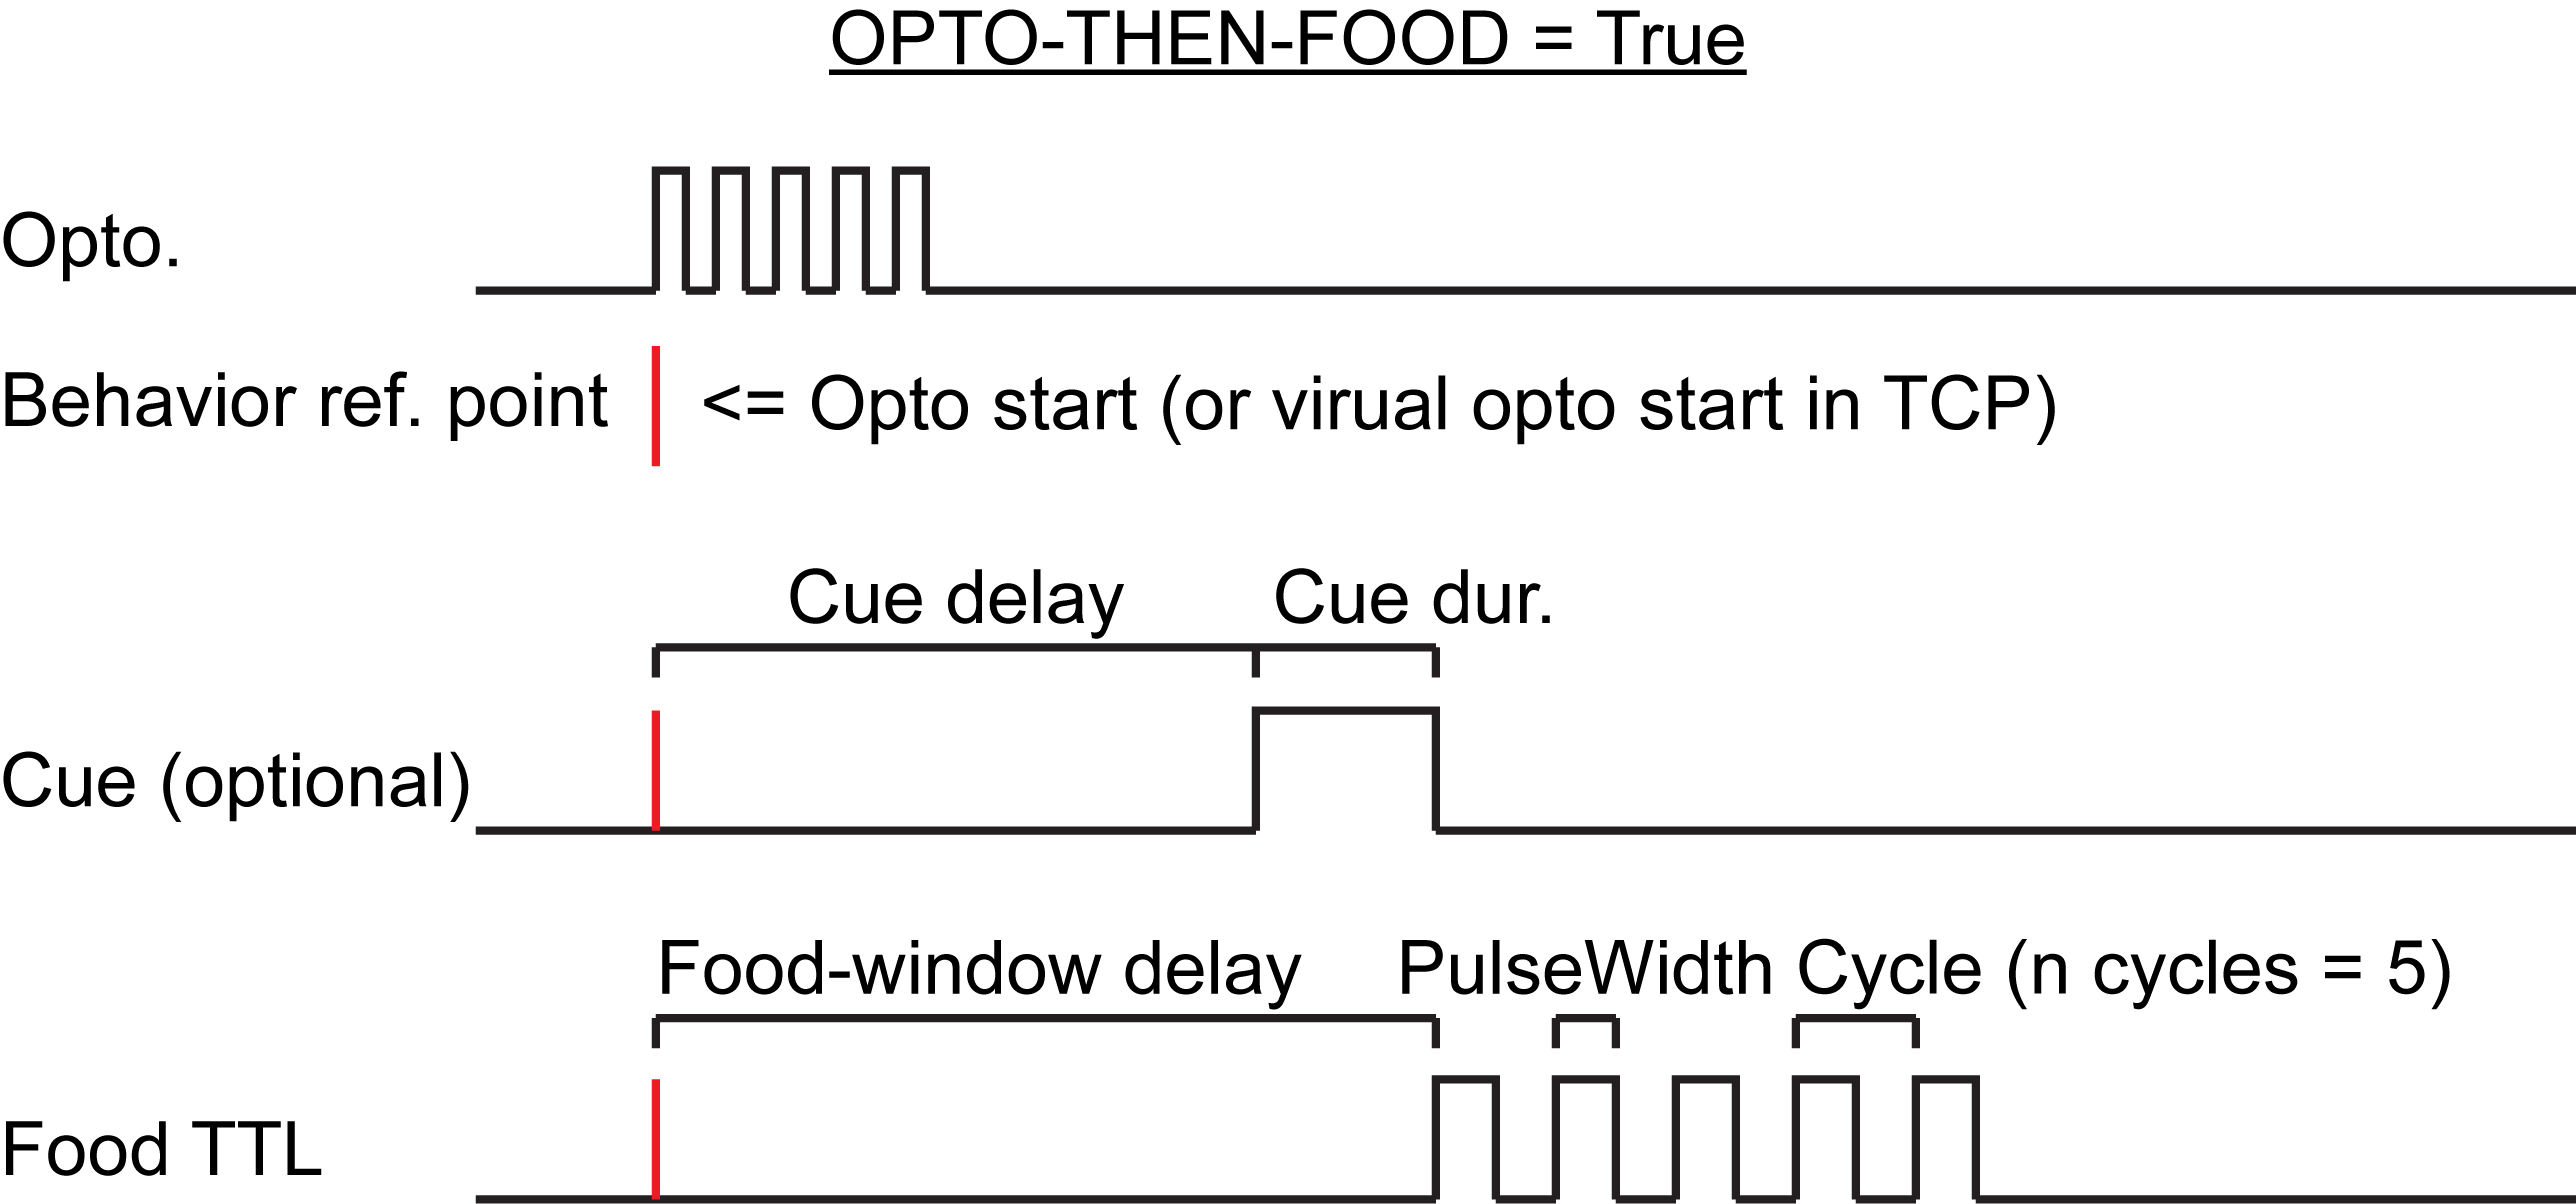 OPTO-THEN-FOOD = True
Opto.
Behavior ref. point <= Opto start (or virual opto start in TCP)
Cue delay Cue dur.
Cue (optional)
Food-window delay PulseWidth Cycle (n cycles = 5)
Food TTL